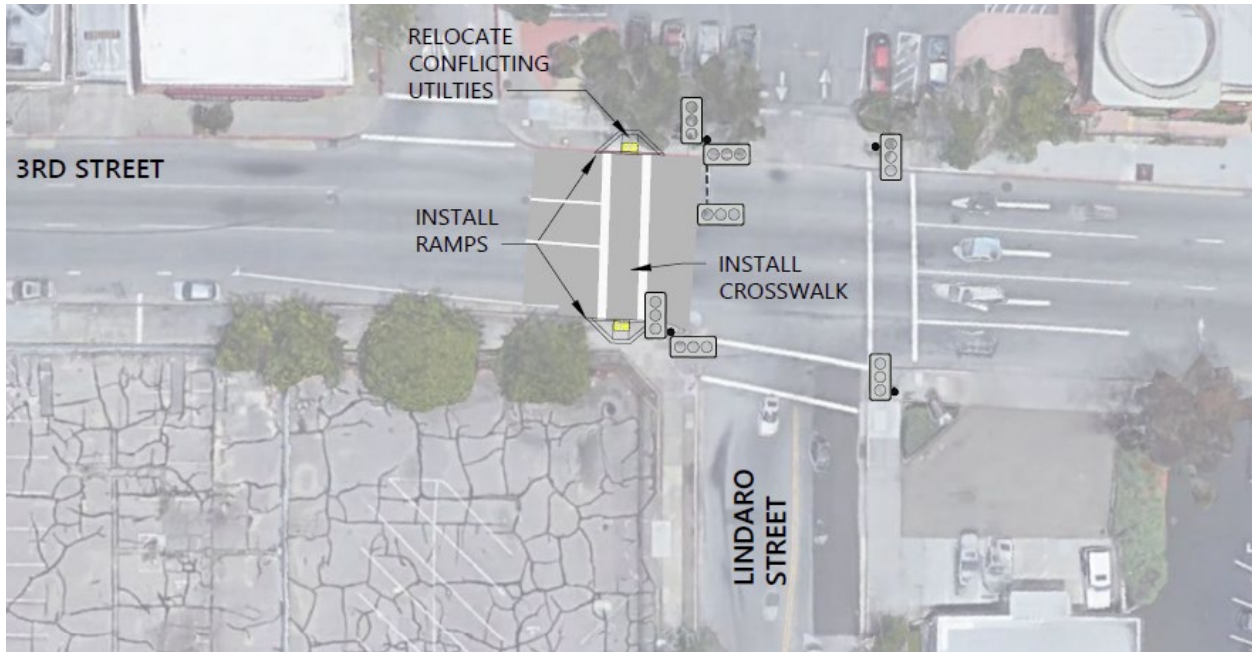 RELOCATE
CONFLICTING
UTILTIES
3RD STREET
INSTALL
RAMPS
INSTALL
CROSSWALK
LINDARO
STREET